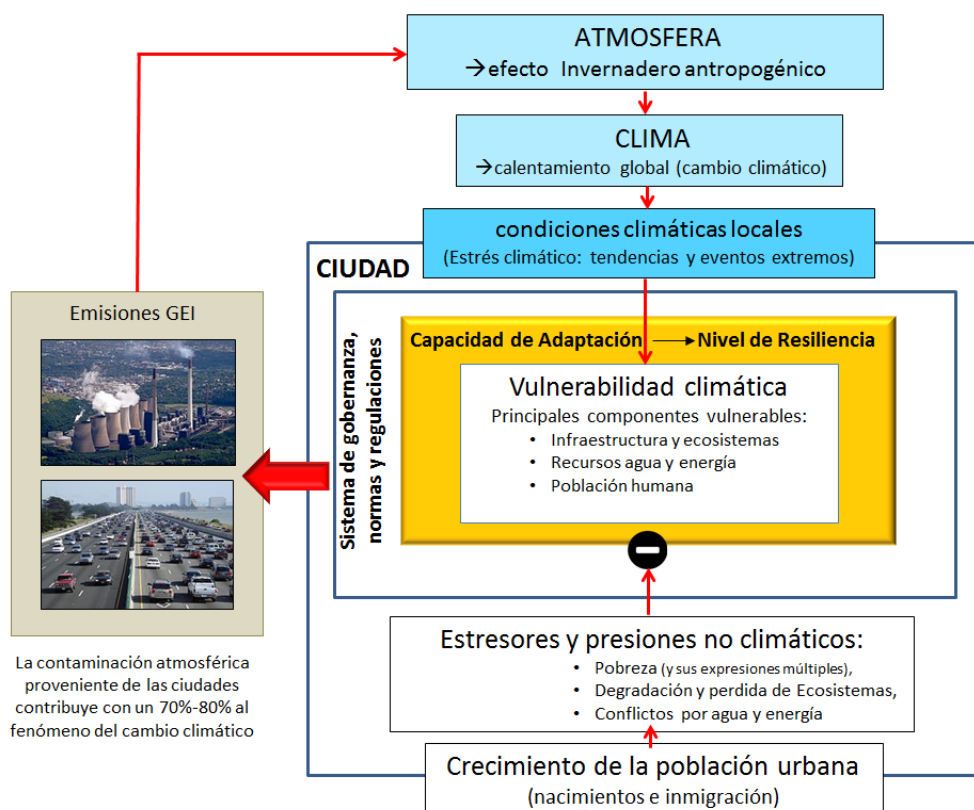 ATMOSFERA
→efecto Invernadero antropogénico
CLIMA
→calentamiento global (cambio climático)
condiciones climáticas locales
(Estrés climático: tendencias y eventos extremos)
CIUDAD
Emisiones GEI
Sistema de gobernanza,
normas y regulaciones
Capacidad de Adaptación → Nivel de Resiliencia
Vulnerabilidad climática
Principales componentes vulnerables:
• Infraestructura y ecosistemas
• Recursos agua y energía
• Población humana
La contaminación atmosférica
proveniente de las ciudades
contribuye con un 70%-80% al
fenómeno del cambio climático
Estresores y presiones no climáticos:
• Pobreza (y sus expresiones múltiples),
• Degradación y perdida de Ecosistemas,
• Conflictos por agua y energía
Crecimiento de la población urbana
(nacimientos e inmigración)